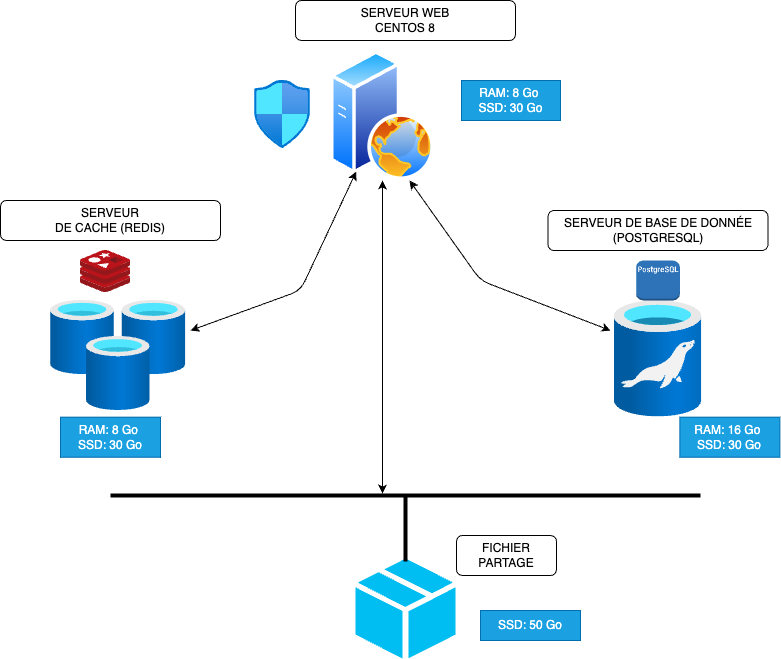 SERVEUR WEB
CENTOS 8
RAM: 8 Go
SSD: 30 Go
SERVEUR
DE CACHE (REDIS)
SERVEUR DE BASE DE DONNÉE
(POSTGRESQL)
PostgreSQL
RAM: 8 Go
SSD: 30 Go
RAM: 16 Go
SSD: 30 Go
FICHIER
PARTAGE
SSD: 50 Go